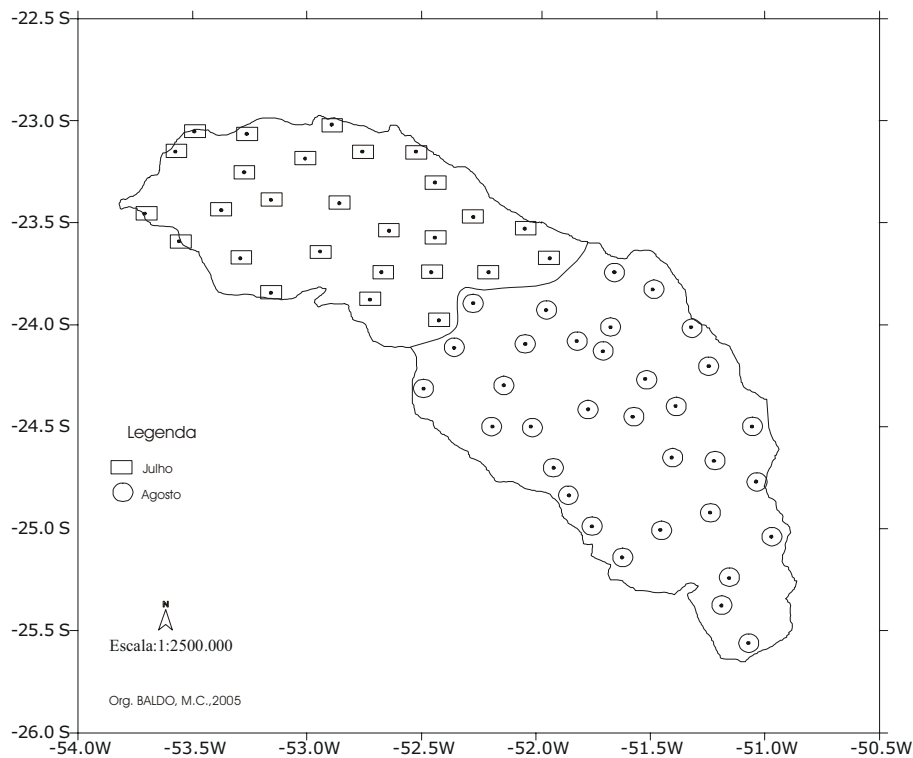 -22.5 S
-23.0 S
-23.5 S
-24.0 S
-24.5 S
-25.0 S
-25.5 S
-26.0 S
Legenda
Julho
Agosto
N
Escala:1:2500.000
Org. BALDO, M.C.,2005
-54.0W -53.5W -53.0W -52.5W -52.0W -51.5W -51.0W -50.5W